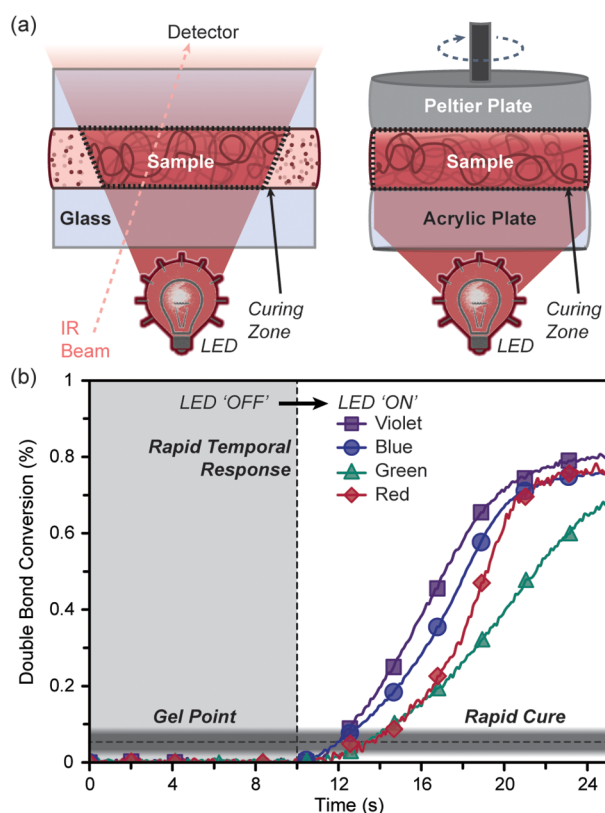 (a)
Detector
Sample
Glass
IR
Beam
LED
Curing
Zone
Peltier Plate
Sample
Acrylic Plate
LED
Curing
Zone
(b)
LED 'OFF'
LED 'ON'
Rapid Temporal
Response
Violet
Blue
Green
Red
Gel Point
Rapid Cure
Double Bond Conversion (%)
1
0.8
0.6
0.4
0.2
0
0 4 8 12 16 20 24
Time (s)